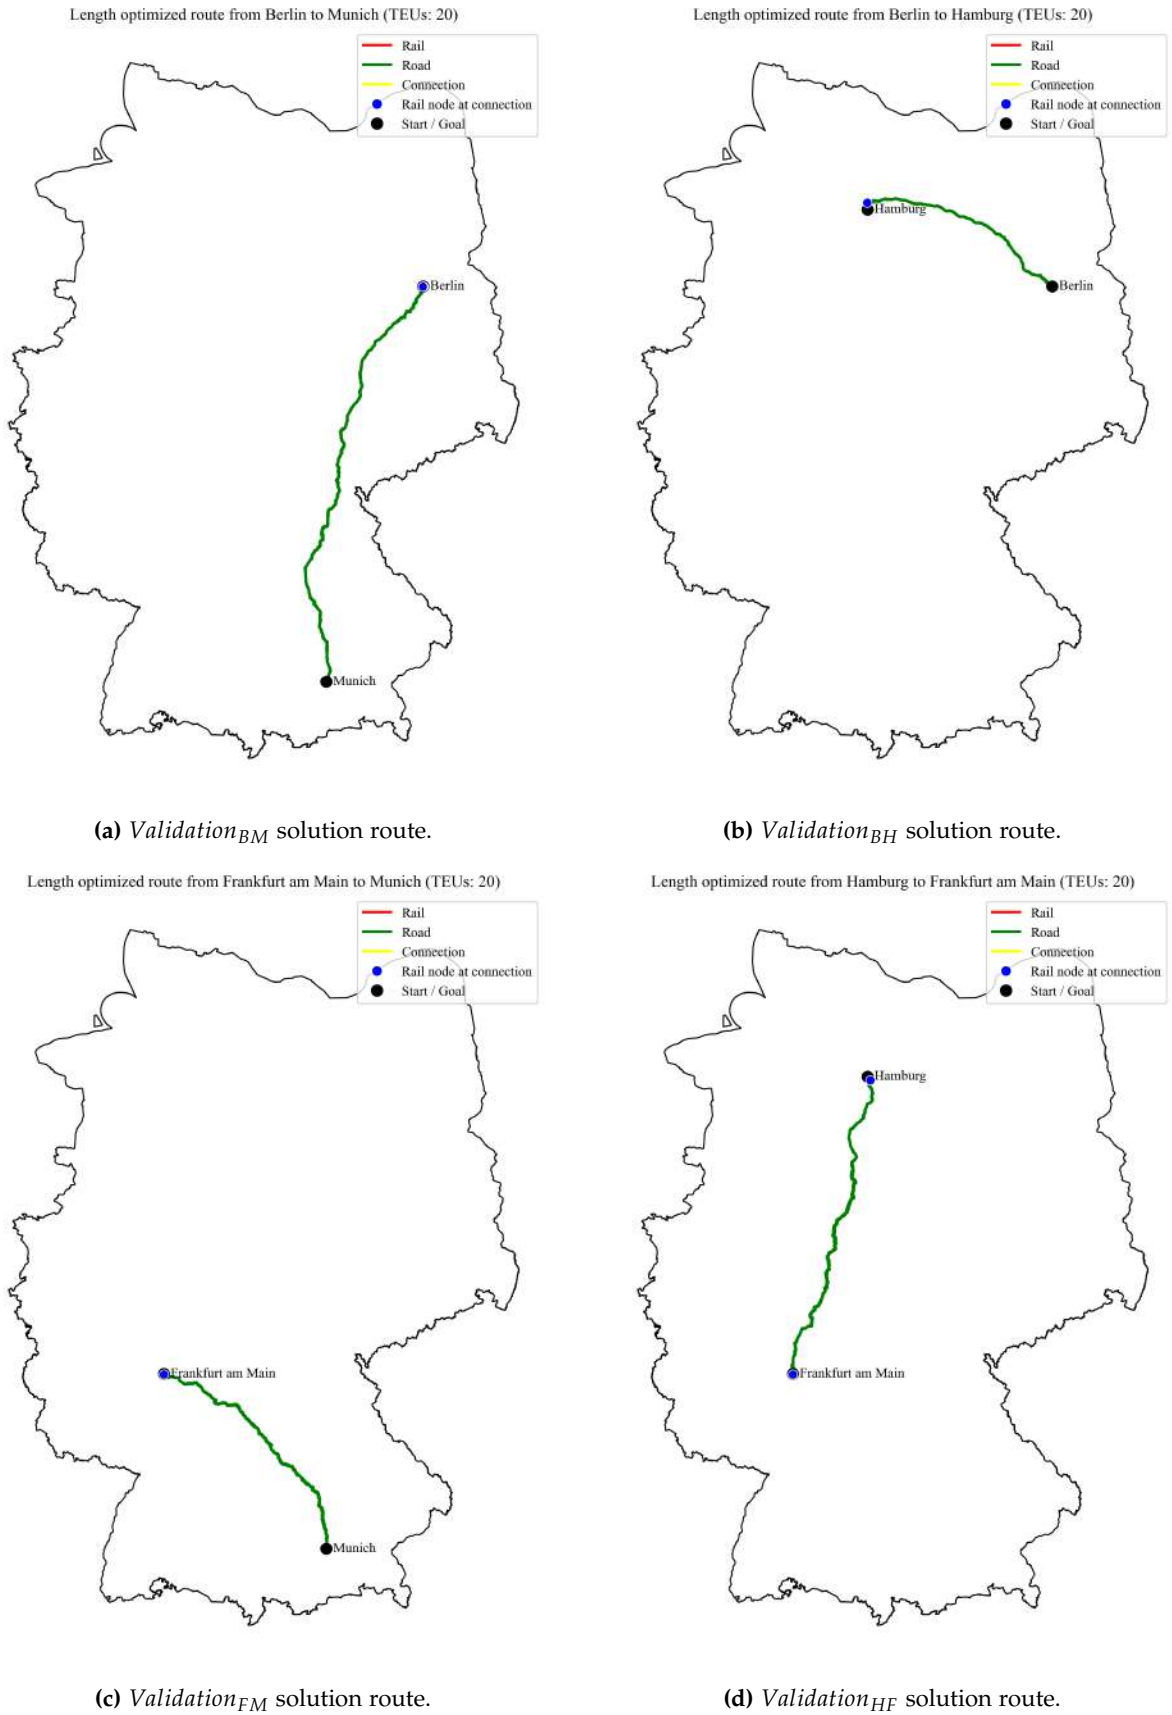 Length optimized route from Berlin to Munich (TEUs: 20)
Rail
Road
Connection
Rail node at connection
Start / Goal
Berlin
Munich
(a) Validation_BM solution route.
Length optimized route from Berlin to Hamburg (TEUs: 20)
Rail
Road
Connection
Rail node at connection
Start / Goal
Hamburg
Berlin
(b) Validation_BH solution route.
Length optimized route from Frankfurt am Main to Munich (TEUs: 20)
Rail
Road
Connection
Rail node at connection
Start / Goal
Frankfurt am Main
Munich
(c) Validation_FM solution route.
Length optimized route from Hamburg to Frankfurt am Main (TEUs: 20)
Rail
Road
Connection
Rail node at connection
Start / Goal
Hamburg
Frankfurt am Main
(d) Validation_HF solution route.